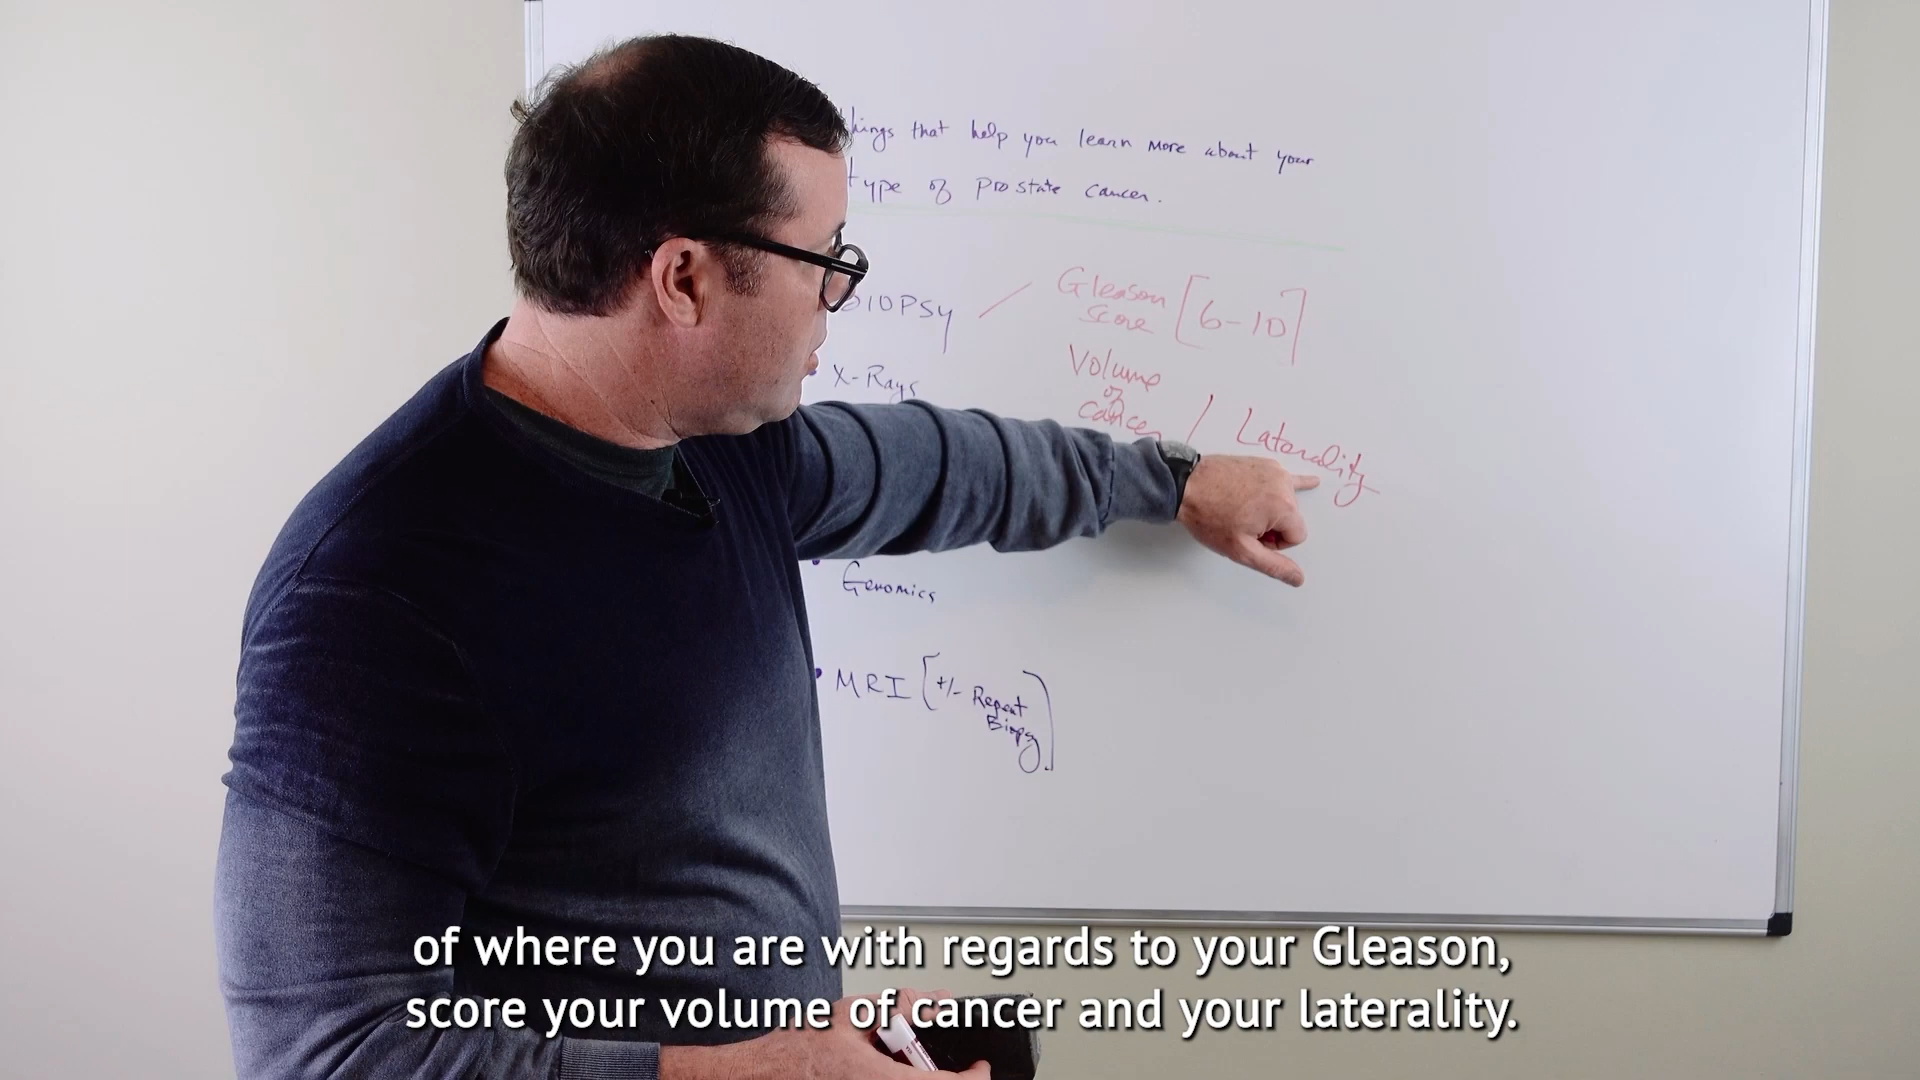 things that help you learn more about your
type of prostate cancer.
BIOPSY / Gleason score [6-10]
X-Rays
Volume of cancer / Laterality
Genomics
MRI [+/- Repeat Biopsy]
of where you are with regards to your Gleason,
score your volume of cancer and your laterality.